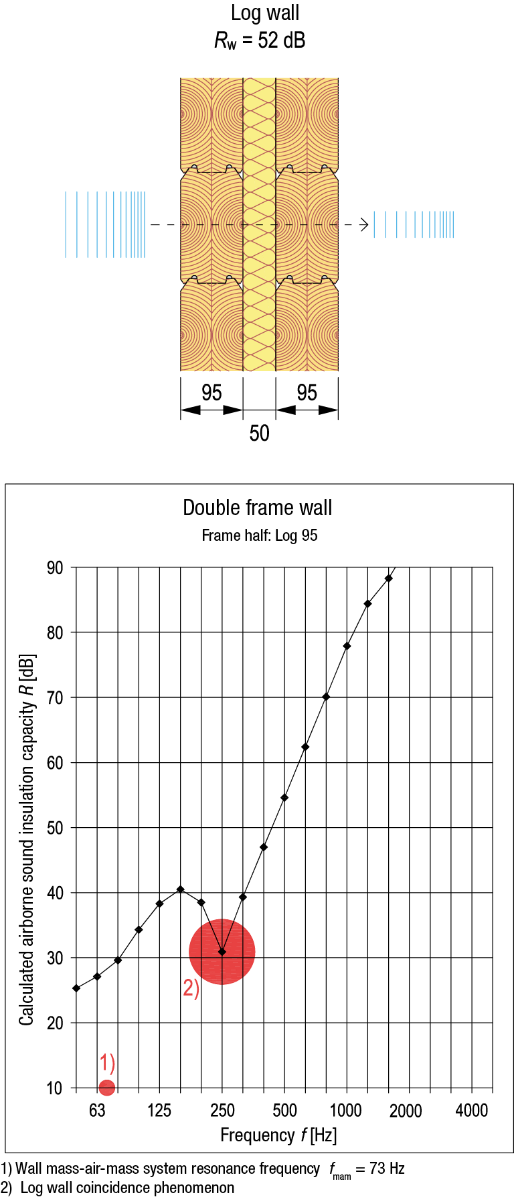 Log wall
Rw = 52 dB
95 95
50
Double frame wall
Frame half: Log 95
Calculated airborne sound insulation capacity R [dB]
90
80
70
60
50
40
30
20
10
2)
1)
63 125 250 500 1000 2000 4000
Frequency f [Hz]
1) Wall mass-air-mass system resonance frequency fmam = 73 Hz
2) Log wall coincidence phenomenon